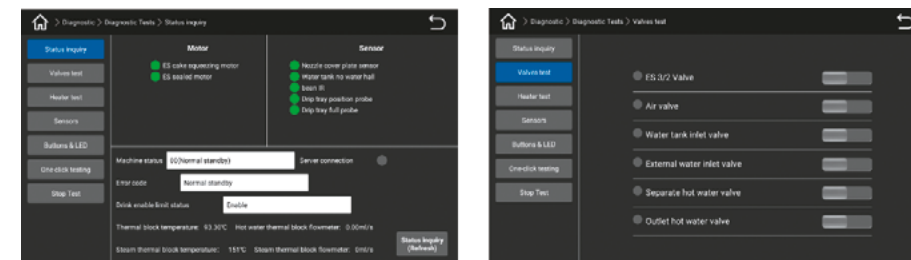 > Diagnostic > Diagnostic Tests > Status inquiry
Status inquiry
Valves test
Heater test
Sensors
Buttons & LED
One-click testing
Stop Test
Motor
ES cake squeezing motor
ES sealed motor
Sensor
Nozzle cover plate sensor
Water tank no water hall
Drip tray position probe
Drip tray full probe
Machine status 00(Normal standby) Server connection
Error code Normal standby
Drink enable limit status Enable
Thermal block temperature: 93.30°C Hot water thermal block flowmeter: 0.00ml/s
Steam thermal block temperature: 151°C Steam thermal block flowmeter: 0ml/s
Status Inquiry
(Refresh)
> Diagnostic > Diagnostic Tests > Valves test
Status inquiry
Valves test
Heater test
Sensors
Buttons & LED
One-click testing
Stop Test
ES 3/2 Valve
Air valve
Water tank inlet valve
External water inlet valve
Separate hot water valve
Outlet hot water valve